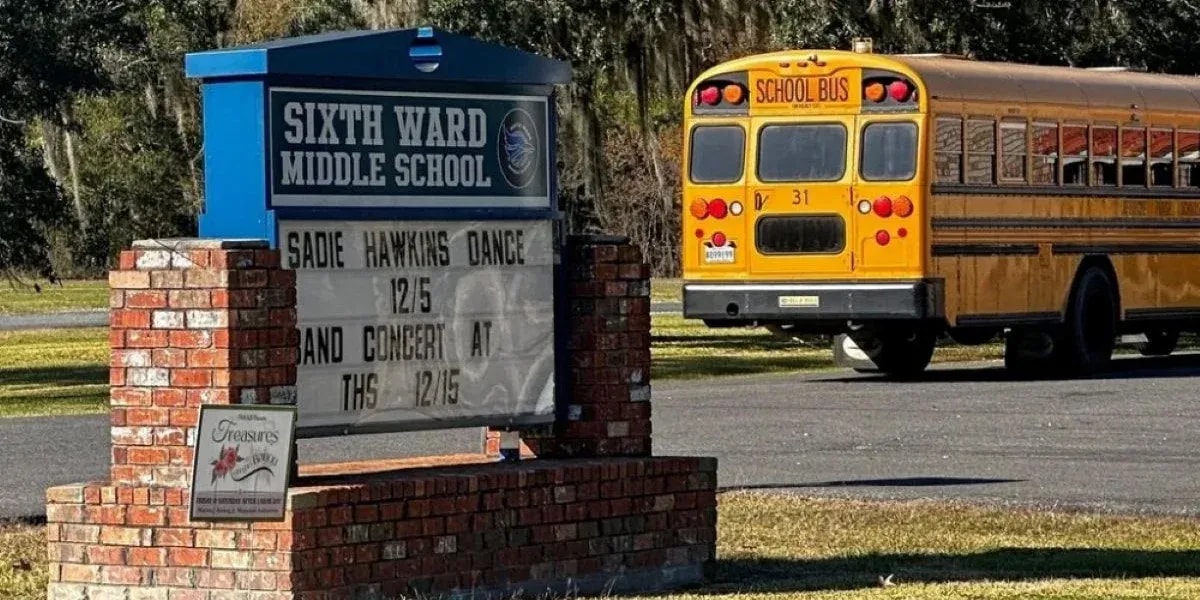 SIXTH WARD
MIDDLE SCHOOL
SADIE HAWKINS DANCE
12/5
BAND CONCERT AT
THS 12/15
Treasures
Bayou
SCHOOL BUS
31